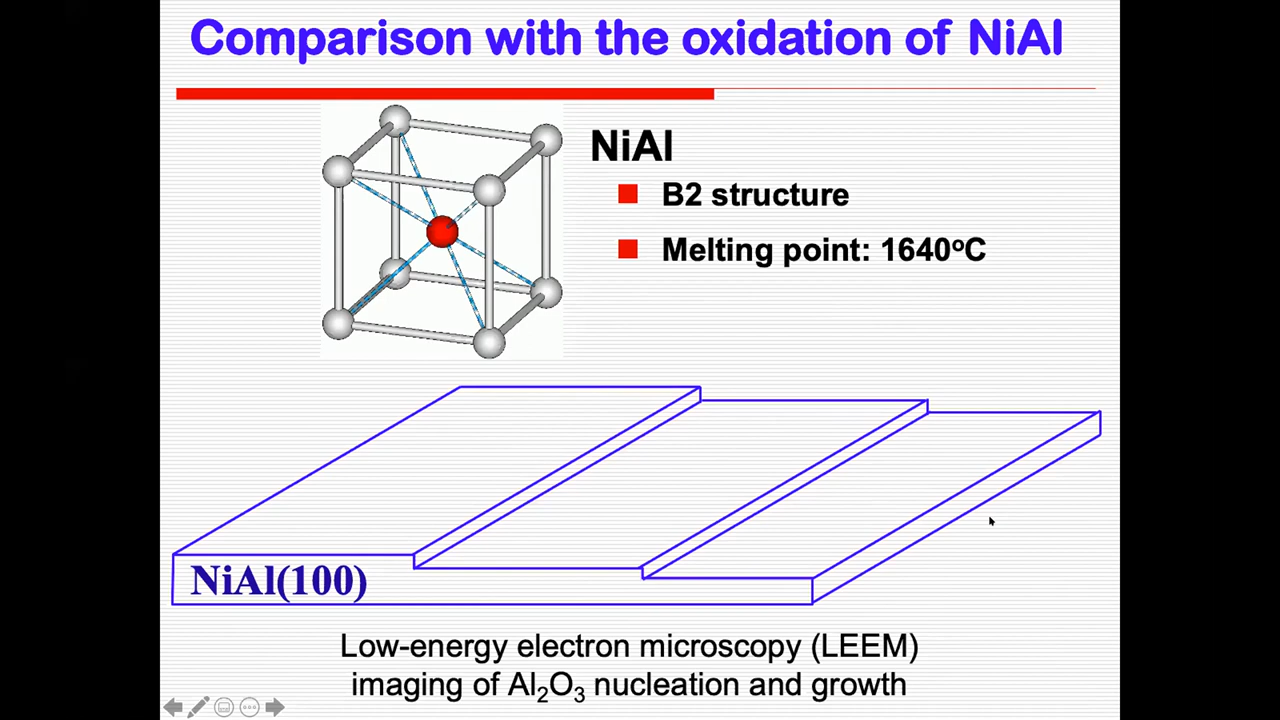 Comparison with the oxidation of NiAl
NiAl
B2 structure
Melting point: 1640ºC
NiAl(100)
Low-energy electron microscopy (LEEM)
imaging of Al₂O₃ nucleation and growth